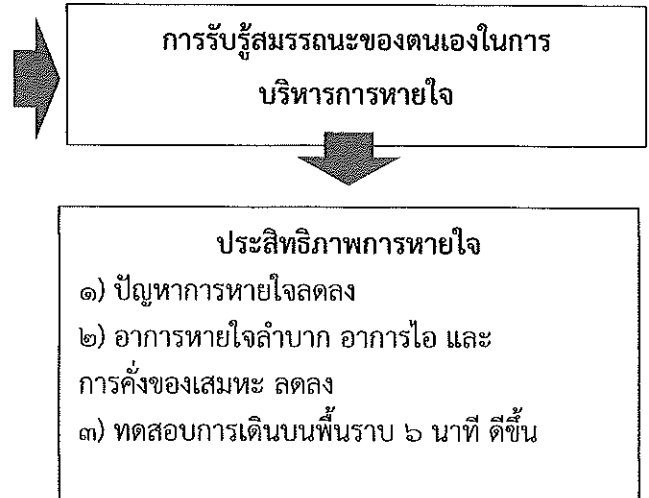 การรับรู้สมรรถนะของตนเองในการ
บริหารการหายใจ
ประสิทธิภาพการหายใจ
๑) ปัญหาการหายใจลดลง
๒) อาการหายใจลำบาก อาการไอ และ
การคั่งของเสมหะ ลดลง
๓) ทดสอบการเดินบนพื้นราบ ๖ นาที ดีขึ้น